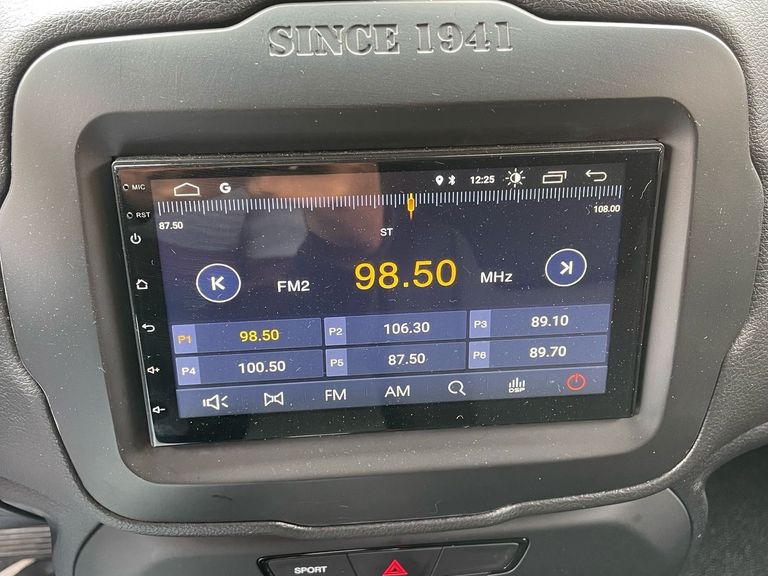 SINCE 1941
MIC
G
12:25
RST
87.50
108.00
ST
FM2 98.50 MHz
P1 98.50 P2 106.30 P3 89.10
P4 100.50 P5 87.50 P6 89.70
FM AM DSP
SPORT